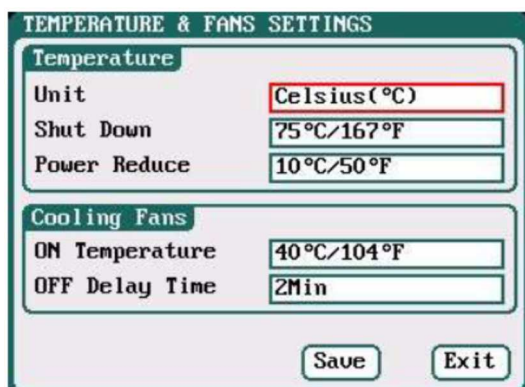 TEMPERATURE & FANS SETTINGS
Temperature
Unit Celsius(°C)
Shut Down 75°C/167°F
Power Reduce 10°C/50°F
Cooling Fans
ON Temperature 40°C/104°F
OFF Delay Time 2Min
Save Exit